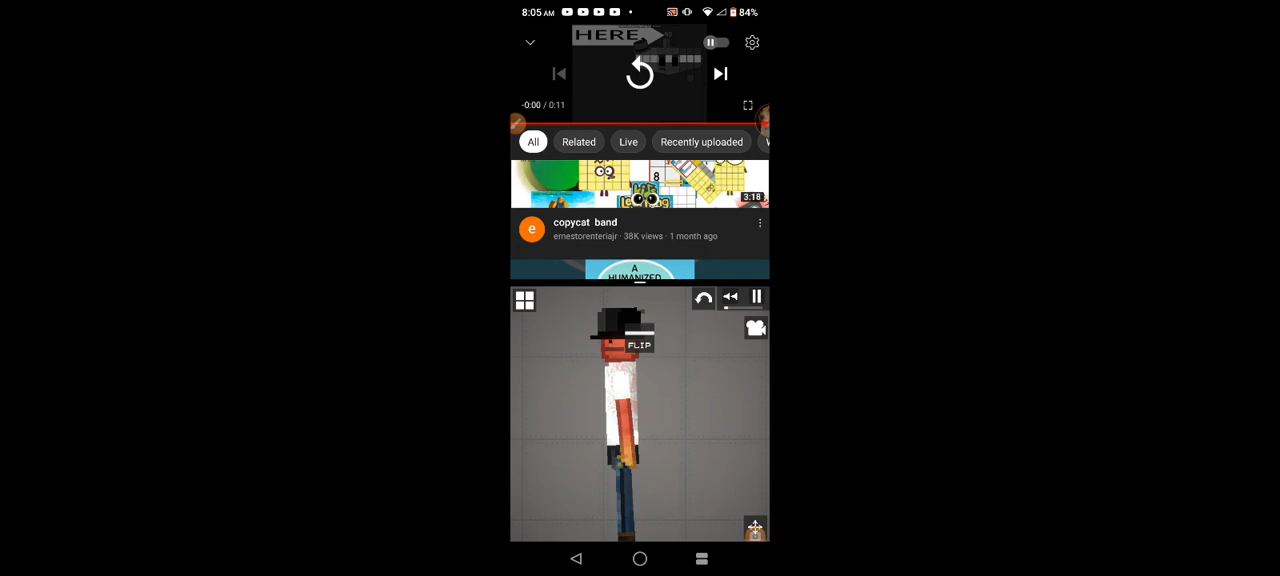 8:05 AM 84%
HERE
-0:00 / 0:11
All Related Live Recently uploaded
8
3:18
e copycat band
ernestorenteriajr · 38K views · 1 month ago
A
HUMANIZED
FLIP